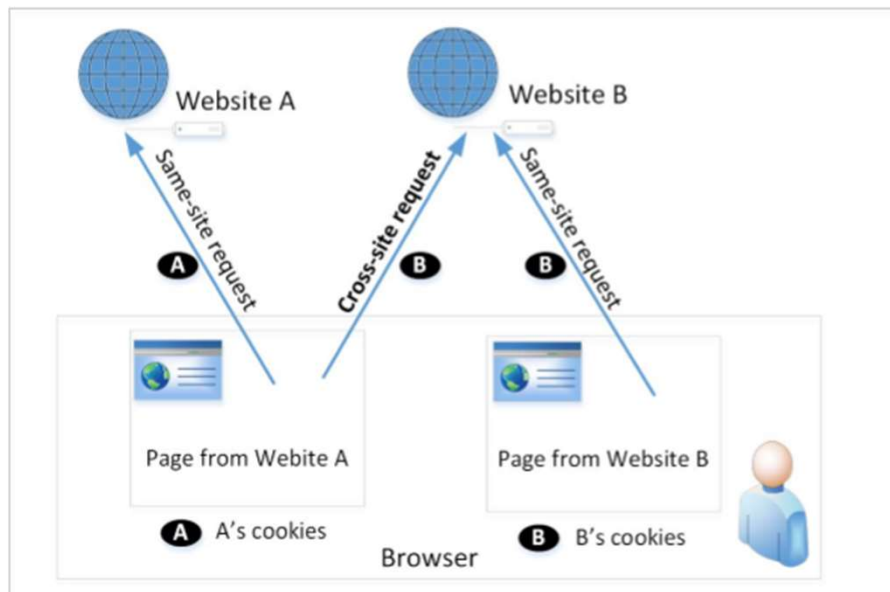 Website A
Website B
Same-site request
A
Cross-site request
B
Same-site request
B
Page from Webite A
Page from Website B
A A's cookies
B B's cookies
Browser